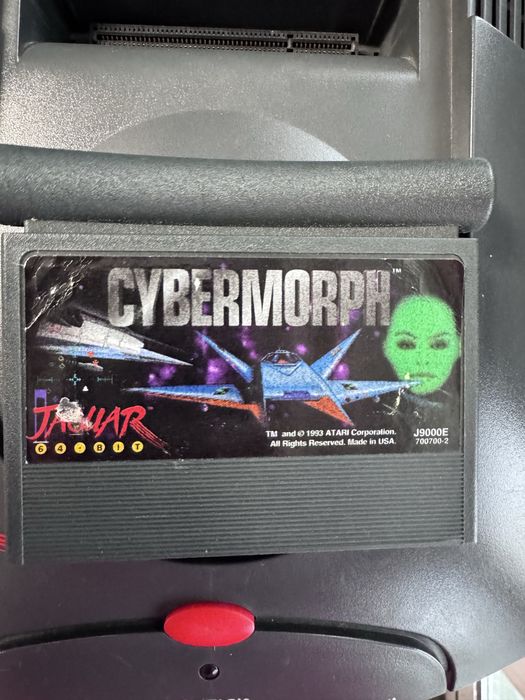 CYBERMORPH™
JAGUAR
64-BIT
TM and © 1993 ATARI Corporation.
All Rights Reserved. Made in USA.
J9000E
700700-2